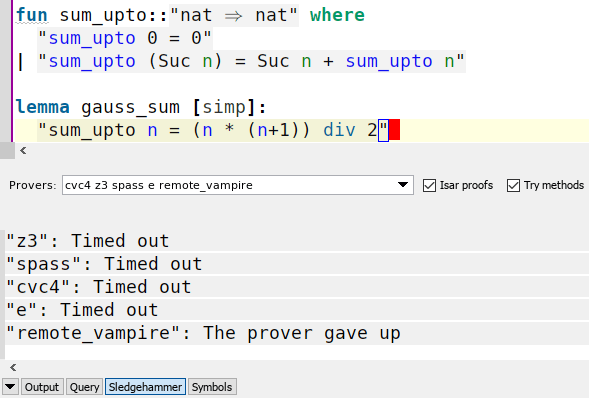 fun sum_upto::"nat ⇒ nat" where
"sum_upto 0 = 0"
| "sum_upto (Suc n) = Suc n + sum_upto n"
lemma gauss_sum [simp]:
"sum_upto n = (n * (n+1)) div 2"
Provers: cvc4 z3 spass e remote_vampire Isar proofs Try methods
"z3": Timed out
"spass": Timed out
"cvc4": Timed out
"e": Timed out
"remote_vampire": The prover gave up
Output Query Sledgehammer Symbols